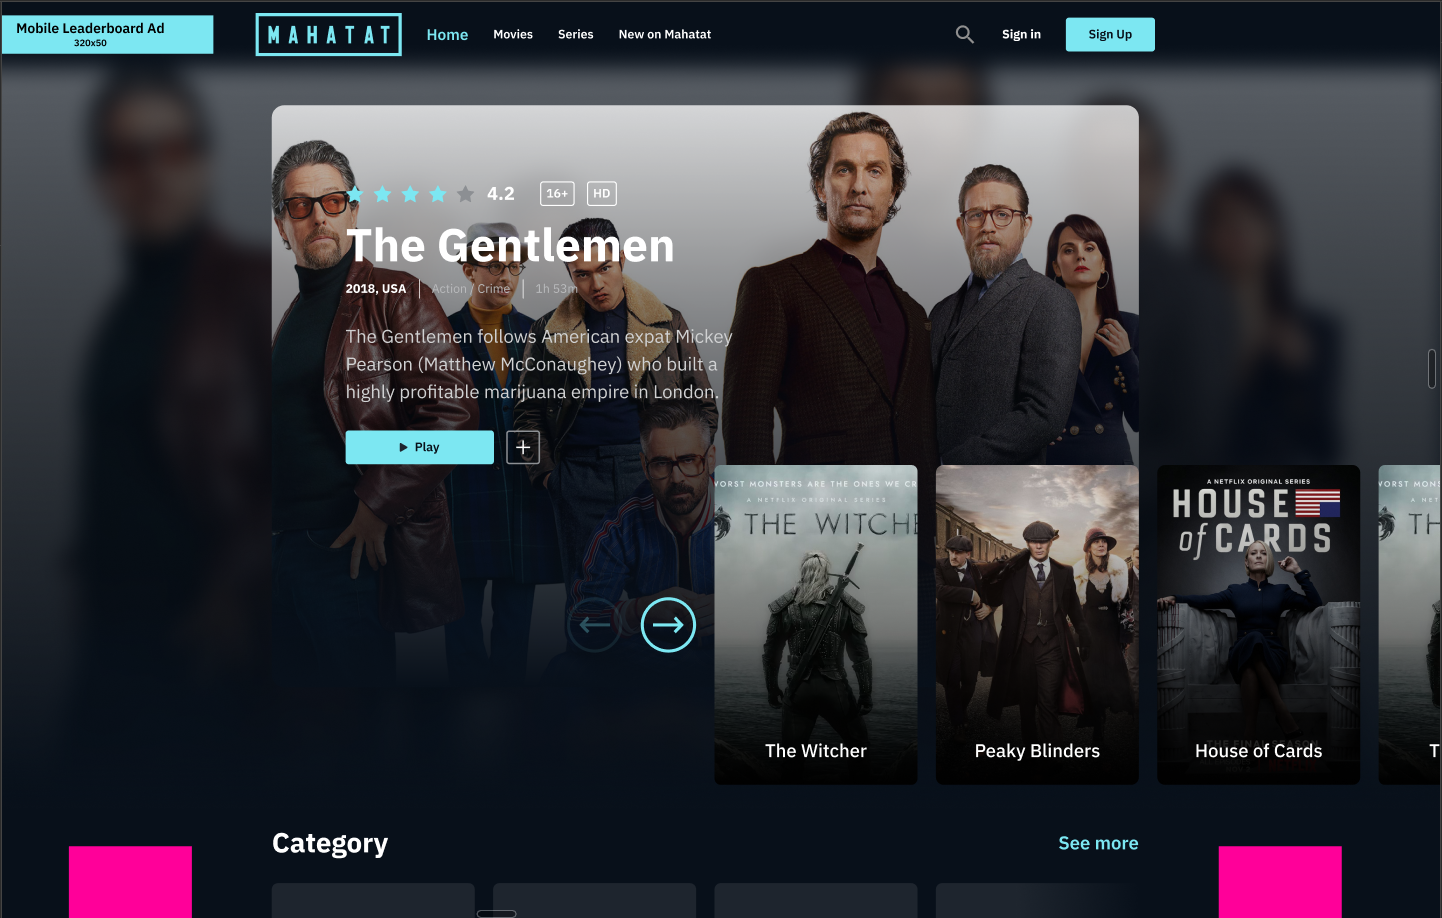 Mobile Leaderboard Ad
320x50
MAHATAT
Home
Movies
Series
New on Mahatat
Sign in
Sign Up
4.2
16+
HD
The Gentlemen
2018, USA
Action / Crime
1h 53m
The Gentlemen follows American expat Mickey
Pearson (Matthew McConaughey) who built a
highly profitable marijuana empire in London.
Play
WORST MONSTERS ARE THE ONES WE CR
A NETFLIX ORIGINAL SERIES
THE WITCHE
The Witcher
Peaky Blinders
A NETFLIX ORIGINAL SERIES
HOUSE
of CARDS
THE FINAL SEASON
House of Cards
WORST MONS
A NET
TH
T
Category
See more